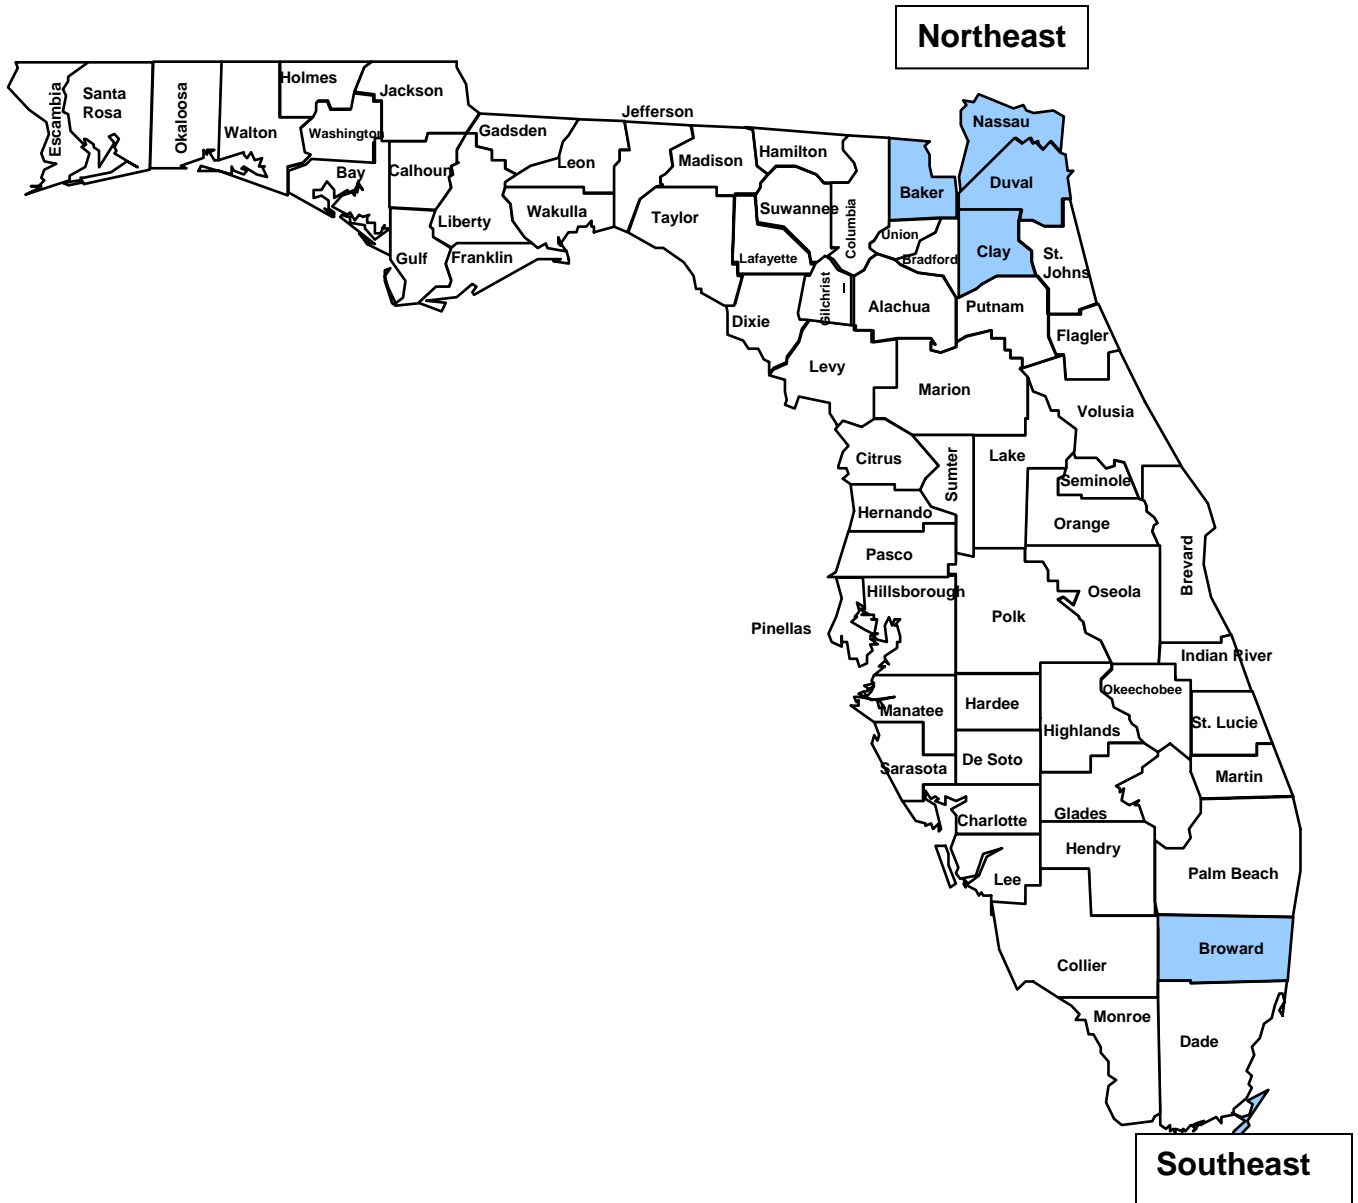 Northeast
Holmes
Jackson
Santa
Rosa
Escambia
Okaloosa
Walton
Washington
Jefferson
Gadsden
Leon
Madison
Hamilton
Nassau
Bay
Calhoun
Baker
Duval
Liberty
Wakulla
Taylor
Suwannee
Columbia
Union
Gulf
Franklin
Lafayette
Bradford
Clay
St.
Johns
Gilchrist
Dixie
Alachua
Putnam
Flagler
Levy
Marion
Volusia
Citrus
Sumter
Lake
Seminole
Hernando
Orange
Pasco
Brevard
Hillsborough
Oseola
Pinellas
Polk
Indian River
Okeechobee
Manatee
Hardee
Highlands
St. Lucie
Sarasota
De Soto
Martin
Charlotte
Glades
Hendry
Lee
Palm Beach
Broward
Collier
Monroe
Dade
Southeast